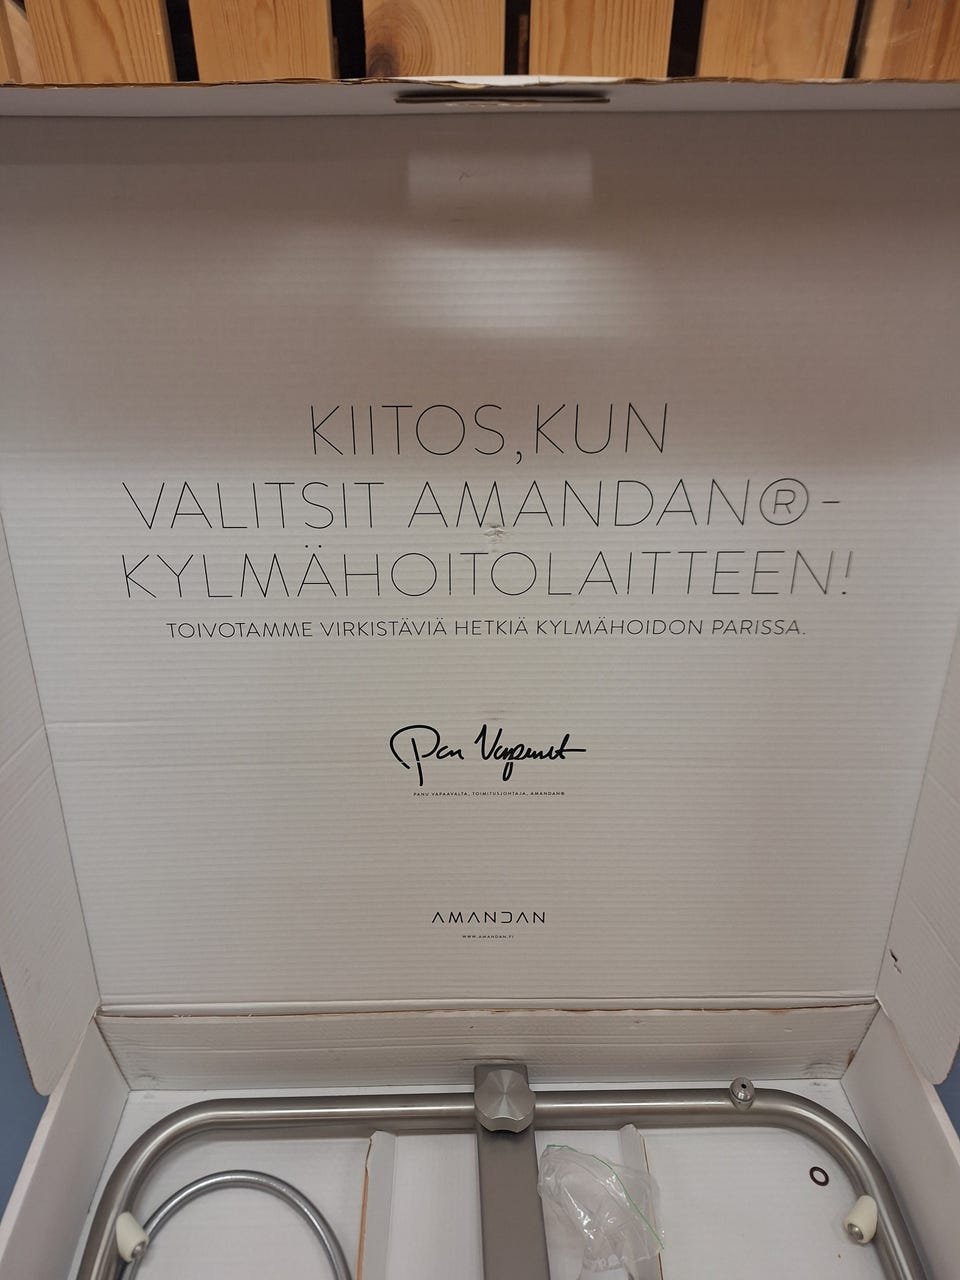 KIITOS, KUN
VALITSIT AMANDAN®-
KYLMÄHOITOLAITTEEN!
TOIVOTAMME VIRKISTÄVIÄ HETKIÄ KYLMÄHOIDON PARISSA.
PANU VAPAAVALTA, TOIMITUSJOHTAJA, AMANDAN®
AMANDAN
WWW.AMANDAN.FI